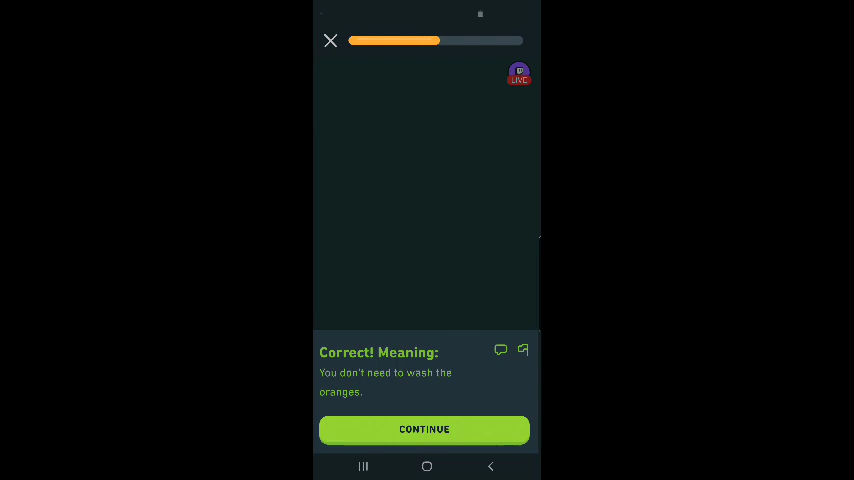 LIVE
Correct! Meaning:
You don't need to wash the
oranges.
CONTINUE